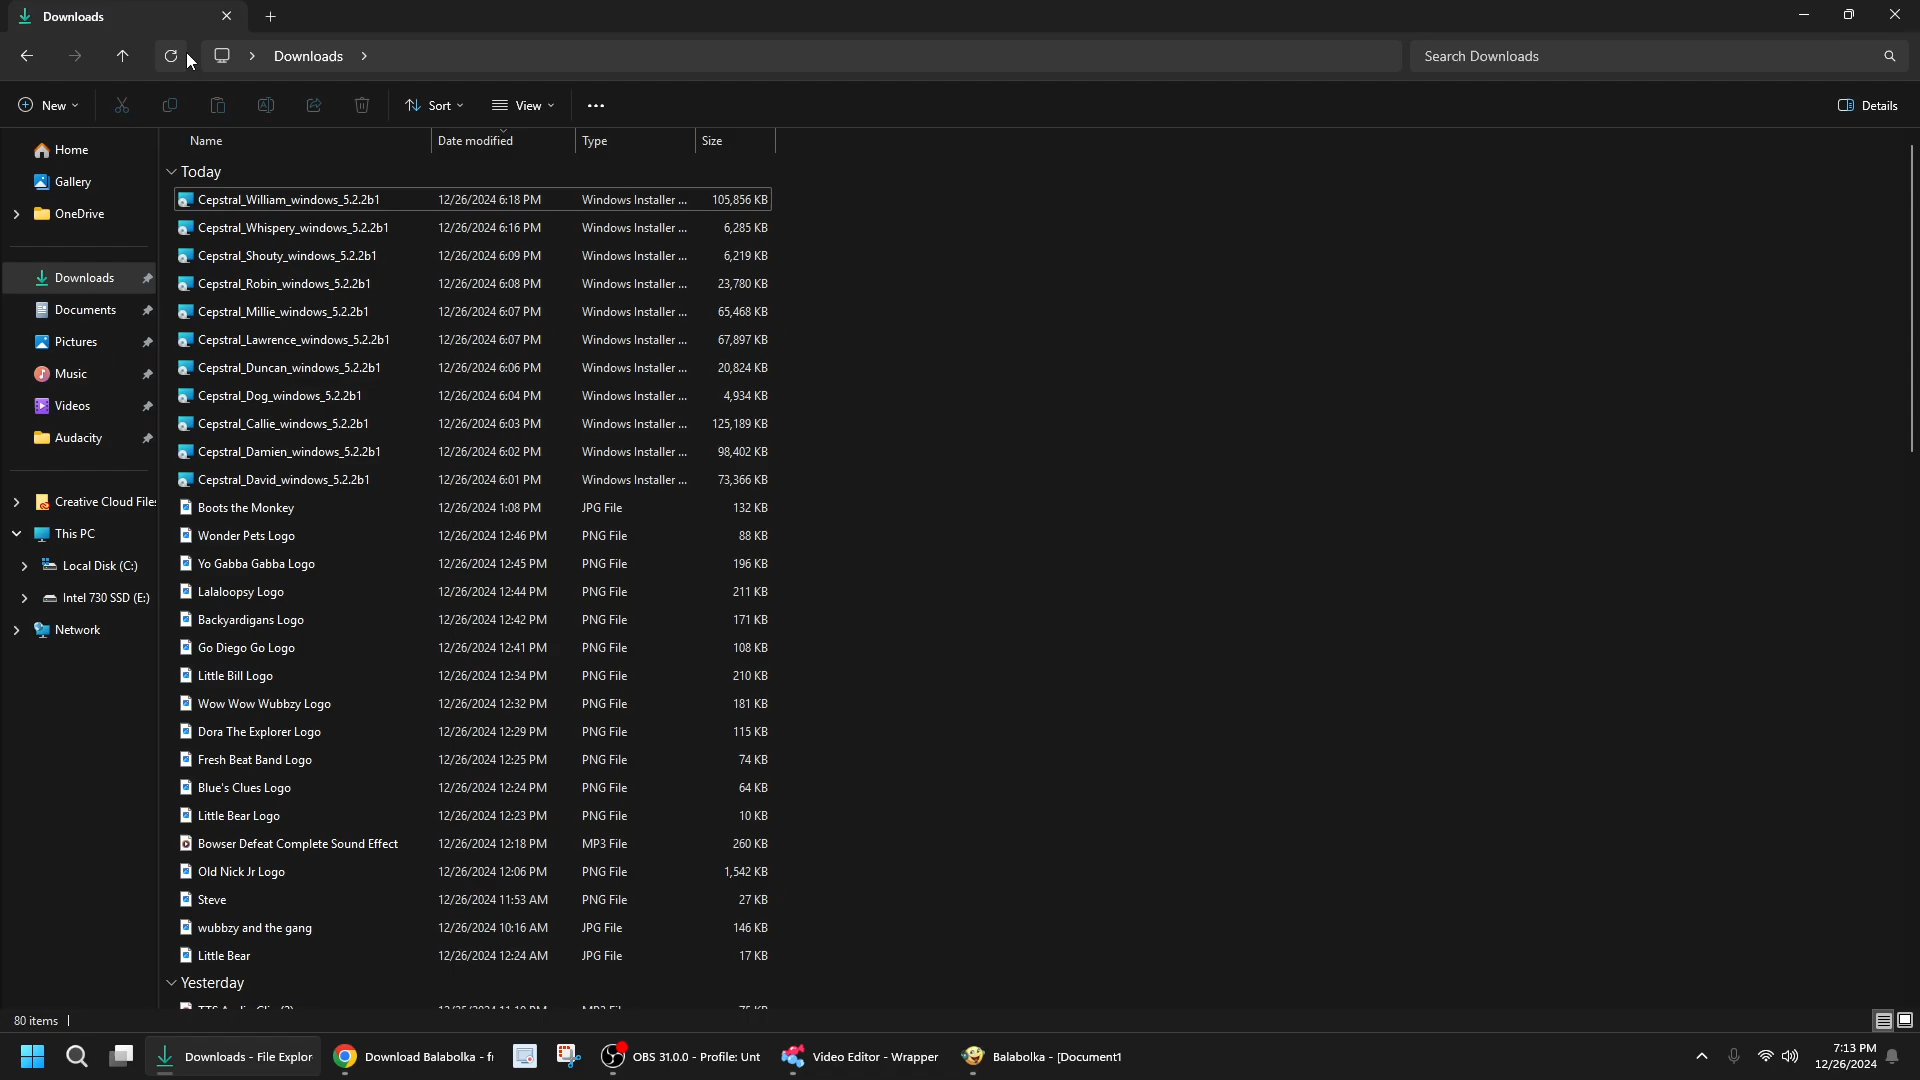 Downloads
Downloads
Search Downloads
New
Sort
View
Details
Home
Gallery
OneDrive
Downloads
Documents
Pictures
Music
Videos
Audacity
Creative Cloud Files
This PC
Local Disk (C:)
Intel 730 SSD (E:)
Network
Name Date modified Type Size
Today
Cepstral_William_windows_5.2.2b1 12/26/2024 6:18 PM Windows Installer ... 105,856 KB
Cepstral_Whispery_windows_5.2.2b1 12/26/2024 6:16 PM Windows Installer ... 6,285 KB
Cepstral_Shouty_windows_5.2.2b1 12/26/2024 6:09 PM Windows Installer ... 6,219 KB
Cepstral_Robin_windows_5.2.2b1 12/26/2024 6:08 PM Windows Installer ... 23,780 KB
Cepstral_Millie_windows_5.2.2b1 12/26/2024 6:07 PM Windows Installer ... 65,468 KB
Cepstral_Lawrence_windows_5.2.2b1 12/26/2024 6:07 PM Windows Installer ... 67,897 KB
Cepstral_Duncan_windows_5.2.2b1 12/26/2024 6:06 PM Windows Installer ... 20,824 KB
Cepstral_Dog_windows_5.2.2b1 12/26/2024 6:04 PM Windows Installer ... 4,934 KB
Cepstral_Callie_windows_5.2.2b1 12/26/2024 6:03 PM Windows Installer ... 125,189 KB
Cepstral_Damien_windows_5.2.2b1 12/26/2024 6:02 PM Windows Installer ... 98,402 KB
Cepstral_David_windows_5.2.2b1 12/26/2024 6:01 PM Windows Installer ... 73,366 KB
Boots the Monkey 12/26/2024 1:08 PM JPG File 132 KB
Wonder Pets Logo 12/26/2024 12:46 PM PNG File 88 KB
Yo Gabba Gabba Logo 12/26/2024 12:45 PM PNG File 196 KB
Lalaloopsy Logo 12/26/2024 12:44 PM PNG File 211 KB
Backyardigans Logo 12/26/2024 12:42 PM PNG File 171 KB
Go Diego Go Logo 12/26/2024 12:41 PM PNG File 108 KB
Little Bill Logo 12/26/2024 12:34 PM PNG File 210 KB
Wow Wow Wubbzy Logo 12/26/2024 12:32 PM PNG File 181 KB
Dora The Explorer Logo 12/26/2024 12:29 PM PNG File 115 KB
Fresh Beat Band Logo 12/26/2024 12:25 PM PNG File 74 KB
Blue's Clues Logo 12/26/2024 12:24 PM PNG File 64 KB
Little Bear Logo 12/26/2024 12:23 PM PNG File 10 KB
Bowser Defeat Complete Sound Effect 12/26/2024 12:18 PM MP3 File 260 KB
Old Nick Jr Logo 12/26/2024 12:06 PM PNG File 1,542 KB
Steve 12/26/2024 11:53 AM PNG File 27 KB
wubbzy and the gang 12/26/2024 10:16 AM JPG File 146 KB
Little Bear 12/26/2024 12:24 AM JPG File 17 KB
Yesterday
80 items
Downloads - File Explor
Download Balabolka - fr
OBS 31.0.0 - Profile: Unt
Video Editor - Wrapper
Balabolka - [Document1
7:13 PM
12/26/2024